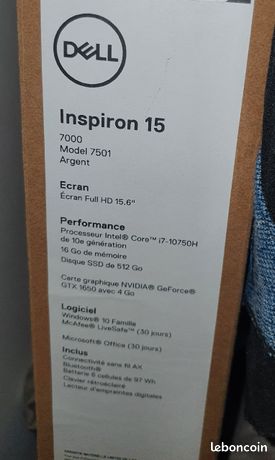 DELL
Inspiron 15
7000
Model 7501
Argent
Ecran
Écran Full HD 15.6"
Performance
Processeur Intel® Core™ i7-10750H
de 10e génération
16 Go de mémoire
Disque SSD de 512 Go
Carte graphique NVIDIA® GeForce®
GTX 1650 avec 4 Go
Logiciel
Windows® 10 Famille
McAfee® LiveSafe™ (30 jours)
Microsoft® Office (30 jours)
Inclus
Connectivité sans fil AX
Bluetooth®
Batterie 6 cellules de 97 Wh
Clavier rétroéclairé
Lecteur d'empreintes digitales
leboncoin